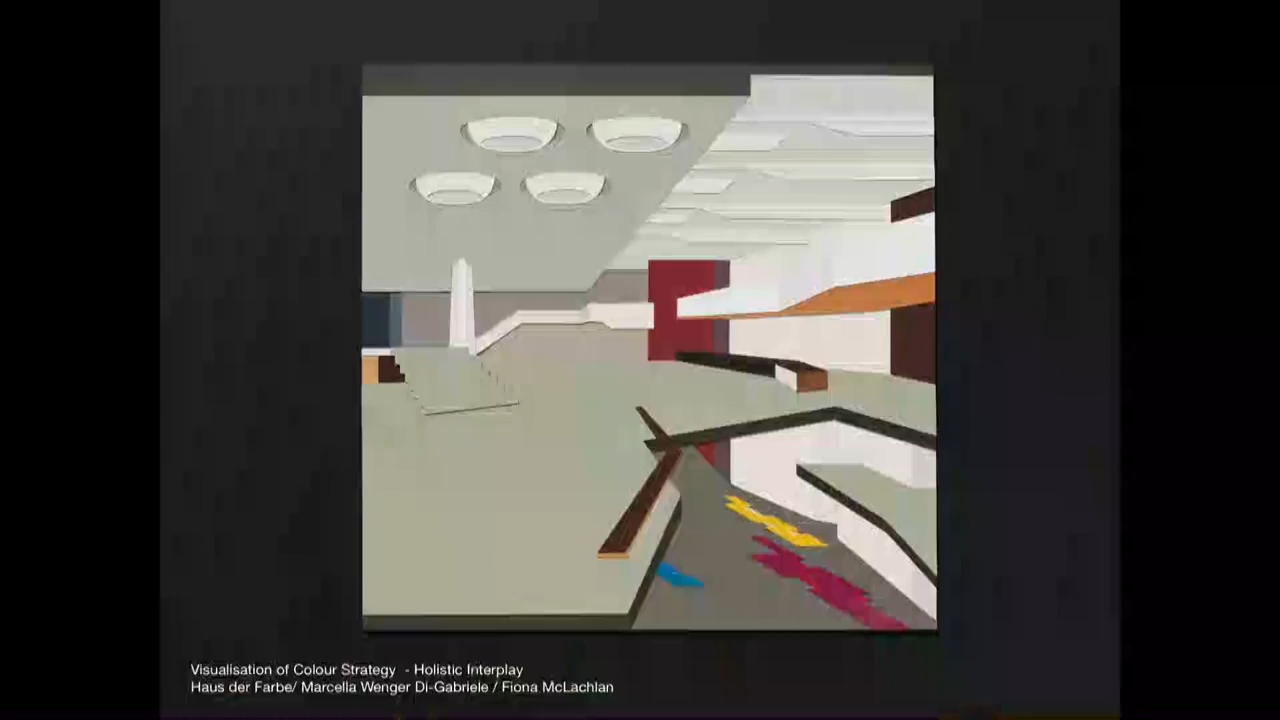 Visualisation of Colour Strategy - Holistic Interplay
Haus der Farbe/ Marcella Wenger Di-Gabriele / Fiona McLachlan